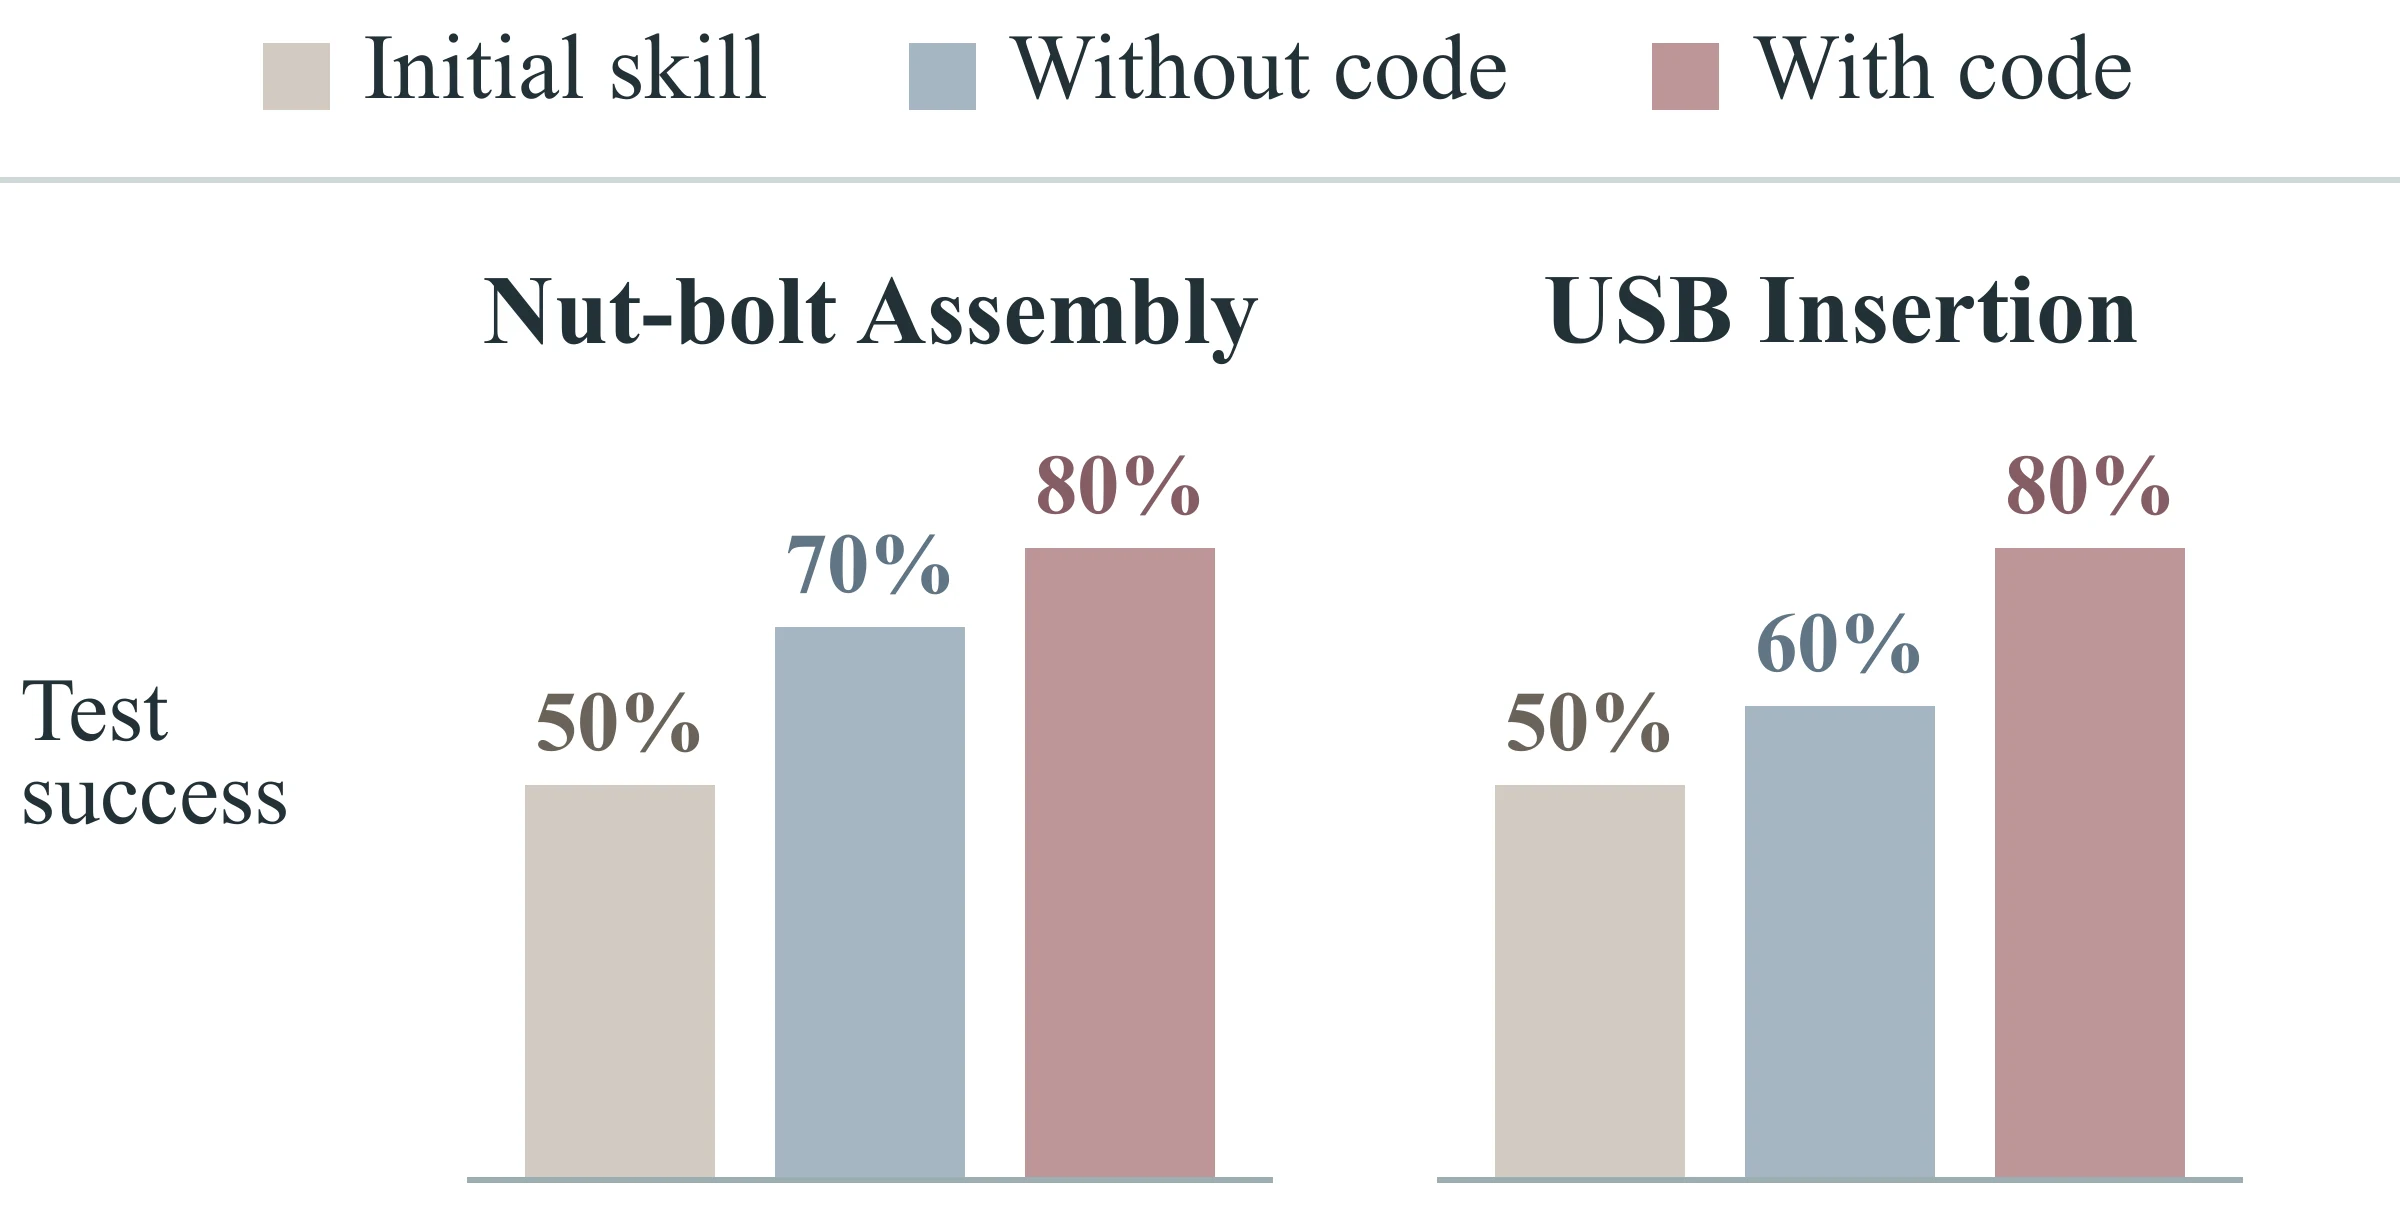 Initial skill Without code With code
Nut-bolt Assembly USB Insertion
80% 80%
70%
60%
50% 50%
Test
success